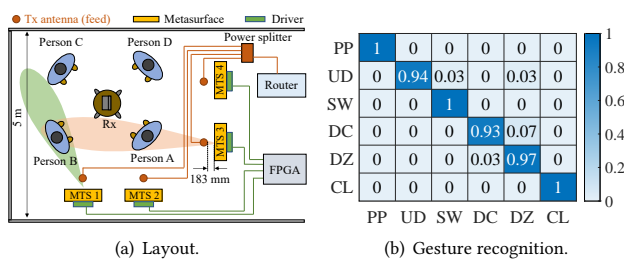 Tx antenna (feed) Metasurface Driver
Person C Person D Power splitter
MTS 4
Router
5 m
Rx
MTS 3
Person B Person A
183 mm
FPGA
MTS 1 MTS 2
(a) Layout.
PP 1 0 0 0 0 0
UD 0 0.94 0.03 0 0.03 0
SW 0 0 1 0 0 0
DC 0 0 0 0.93 0.07 0
DZ 0 0 0 0.03 0.97 0
CL 0 0 0 0 0 1
PP UD SW DC DZ CL
1
0.8
0.6
0.4
0.2
0
(b) Gesture recognition.